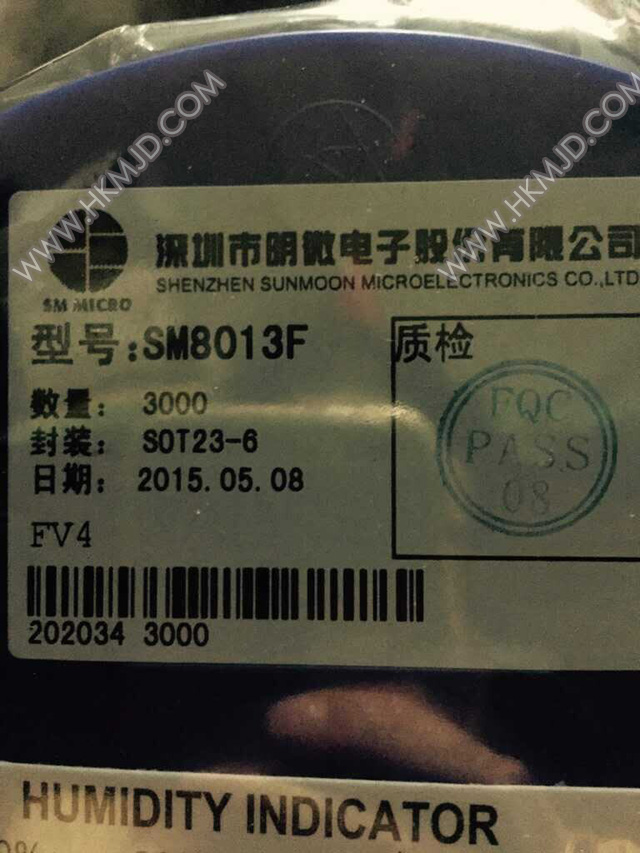 WWW.HKMJD.COM
WWW.HKMJD.COM
SM MICRO
深圳市明微电子股份有限公司
SHENZHEN SUNMOON MICROELECTRONICS CO.,LTD
型号:SM8013F
质检
数量: 3000
封装: SOT23-6
日期: 2015.05.08
FQC
PASS
08
FV4
202034 3000
HUMIDITY INDICATOR